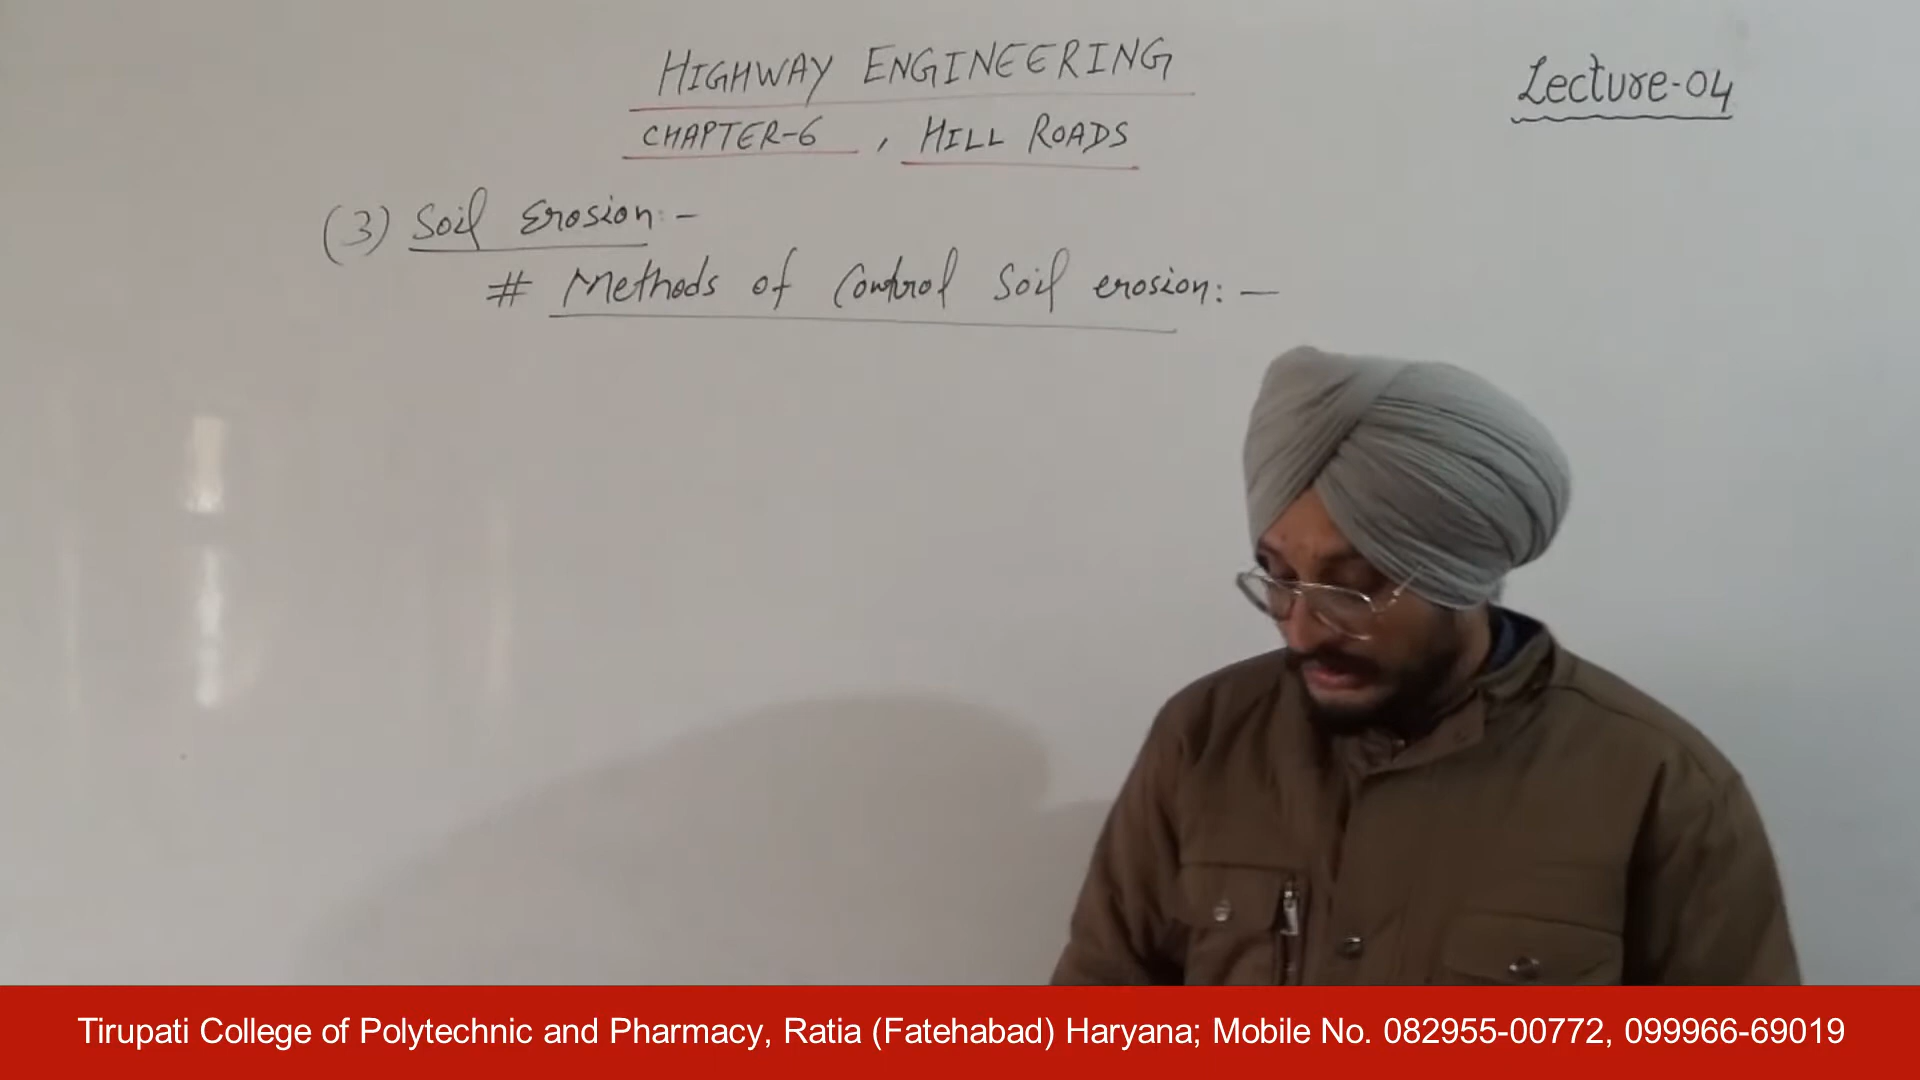 HIGHWAY ENGINEERING
Lecture-04
CHAPTER-6, HILL ROADS
(3) Soil Erosion:-
# Methods of Control Soil erosion:-
Tirupati College of Polytechnic and Pharmacy, Ratia (Fatehabad) Haryana; Mobile No. 082955-00772, 099966-69019